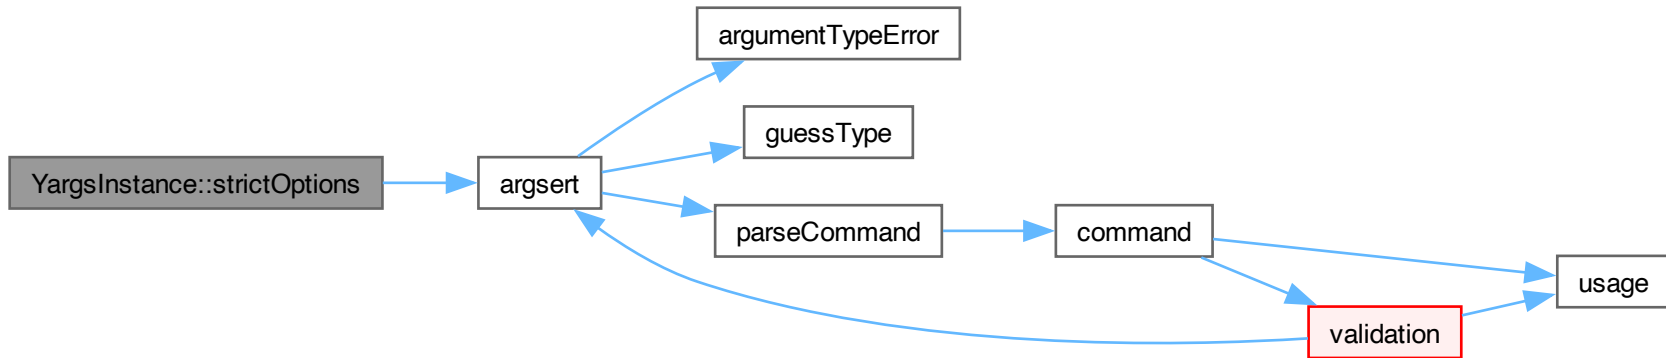 YargsInstance::strictOptions
argsert
argumentTypeError
guessType
parseCommand
command
usage
validation